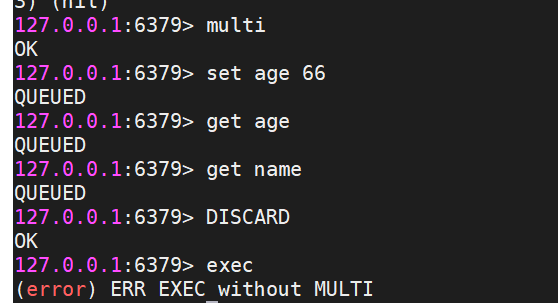 3) (nil)
127.0.0.1:6379> multi
OK
127.0.0.1:6379> set age 66
QUEUED
127.0.0.1:6379> get age
QUEUED
127.0.0.1:6379> get name
QUEUED
127.0.0.1:6379> DISCARD
OK
127.0.0.1:6379> exec
(error) ERR EXEC without MULTI